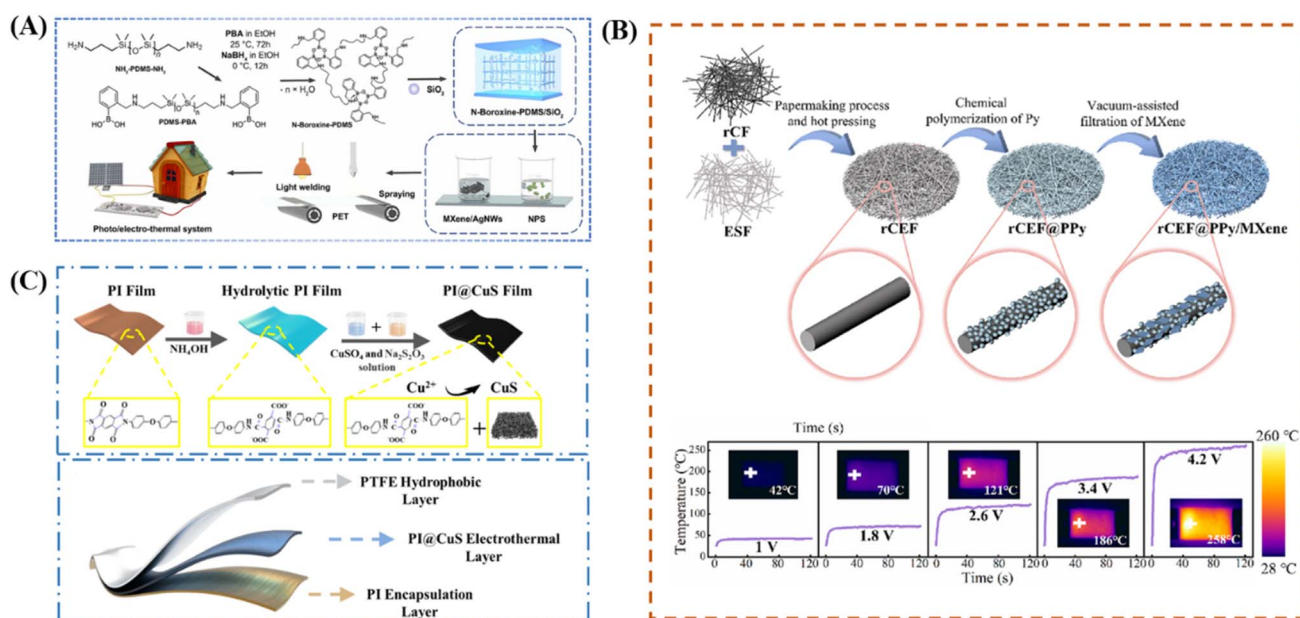 (A)
PBA in EtOH
25 °C, 72h
NaBH₄ in EtOH
0 °C, 12h
NH₂-PDMS-NH₂
- n × H₂O
SiO₂
PDMS-PBA
N-Boroxine-PDMS
N-Boroxine-PDMS/SiO₂
Light welding
Spraying
PET
MXene/AgNWs
NPS
Photo/electro-thermal system
(B)
rCF
ESF
Papermaking process
and hot pressing
Chemical
polymerization of Py
Vacuum-assisted
filtration of MXene
rCEF
rCEF@PPy
rCEF@PPy/MXene
Time (s)
Temperature (℃)
250
200
150
100
50
0
42℃
1 V
70℃
1.8 V
121℃
2.6 V
3.4 V
186℃
4.2 V
258℃
0 40 80 120
0 40 80 120
0 40 80 120
0 40 80 120
0 40 80 120
Time (s)
260 ℃
28 ℃
(C)
PI Film
Hydrolytic PI Film
PI@CuS Film
NH₄OH
CuSO₄ and Na₂S₂O₃
solution
Cu²⁺
CuS
PTFE Hydrophobic
Layer
PI@CuS Electrothermal
Layer
PI Encapsulation
Layer